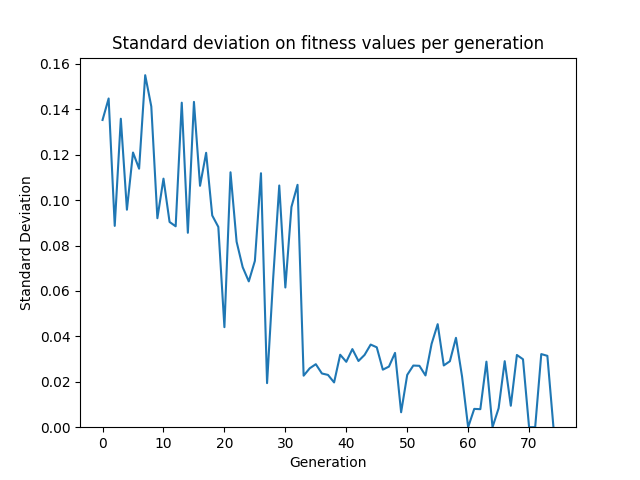 Standard deviation on fitness values per generation
0.16
0.14
0.12
0.10
0.08
0.06
0.04
0.02
0.00
Standard Deviation
0 10 20 30 40 50 60 70
Generation